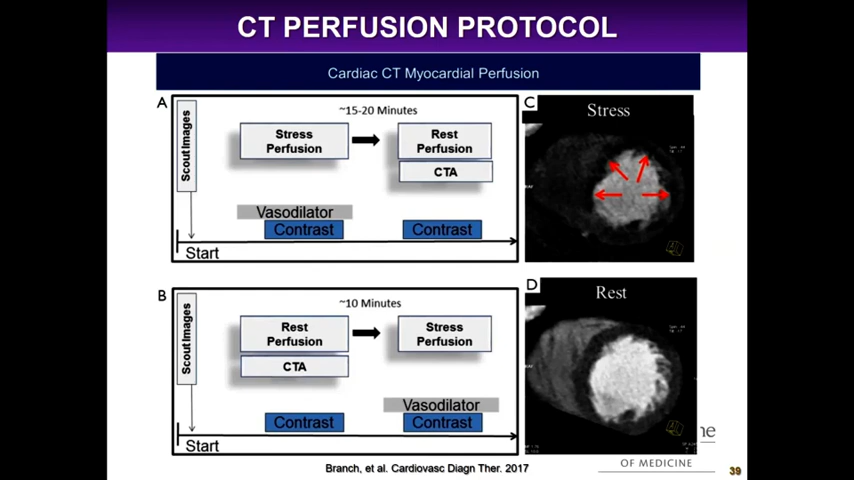 CT PERFUSION PROTOCOL
Cardiac CT Myocardial Perfusion
A
Scout Images
~15-20 Minutes
Stress
Perfusion
Rest
Perfusion
CTA
Vasodilator
Contrast
Contrast
Start
C
Stress
B
Scout Images
~10 Minutes
Rest
Perfusion
CTA
Stress
Perfusion
Vasodilator
Contrast
Contrast
Start
D
Rest
ne
OF MEDICINE
Branch, et al. Cardiovasc Diagn Ther. 2017
39